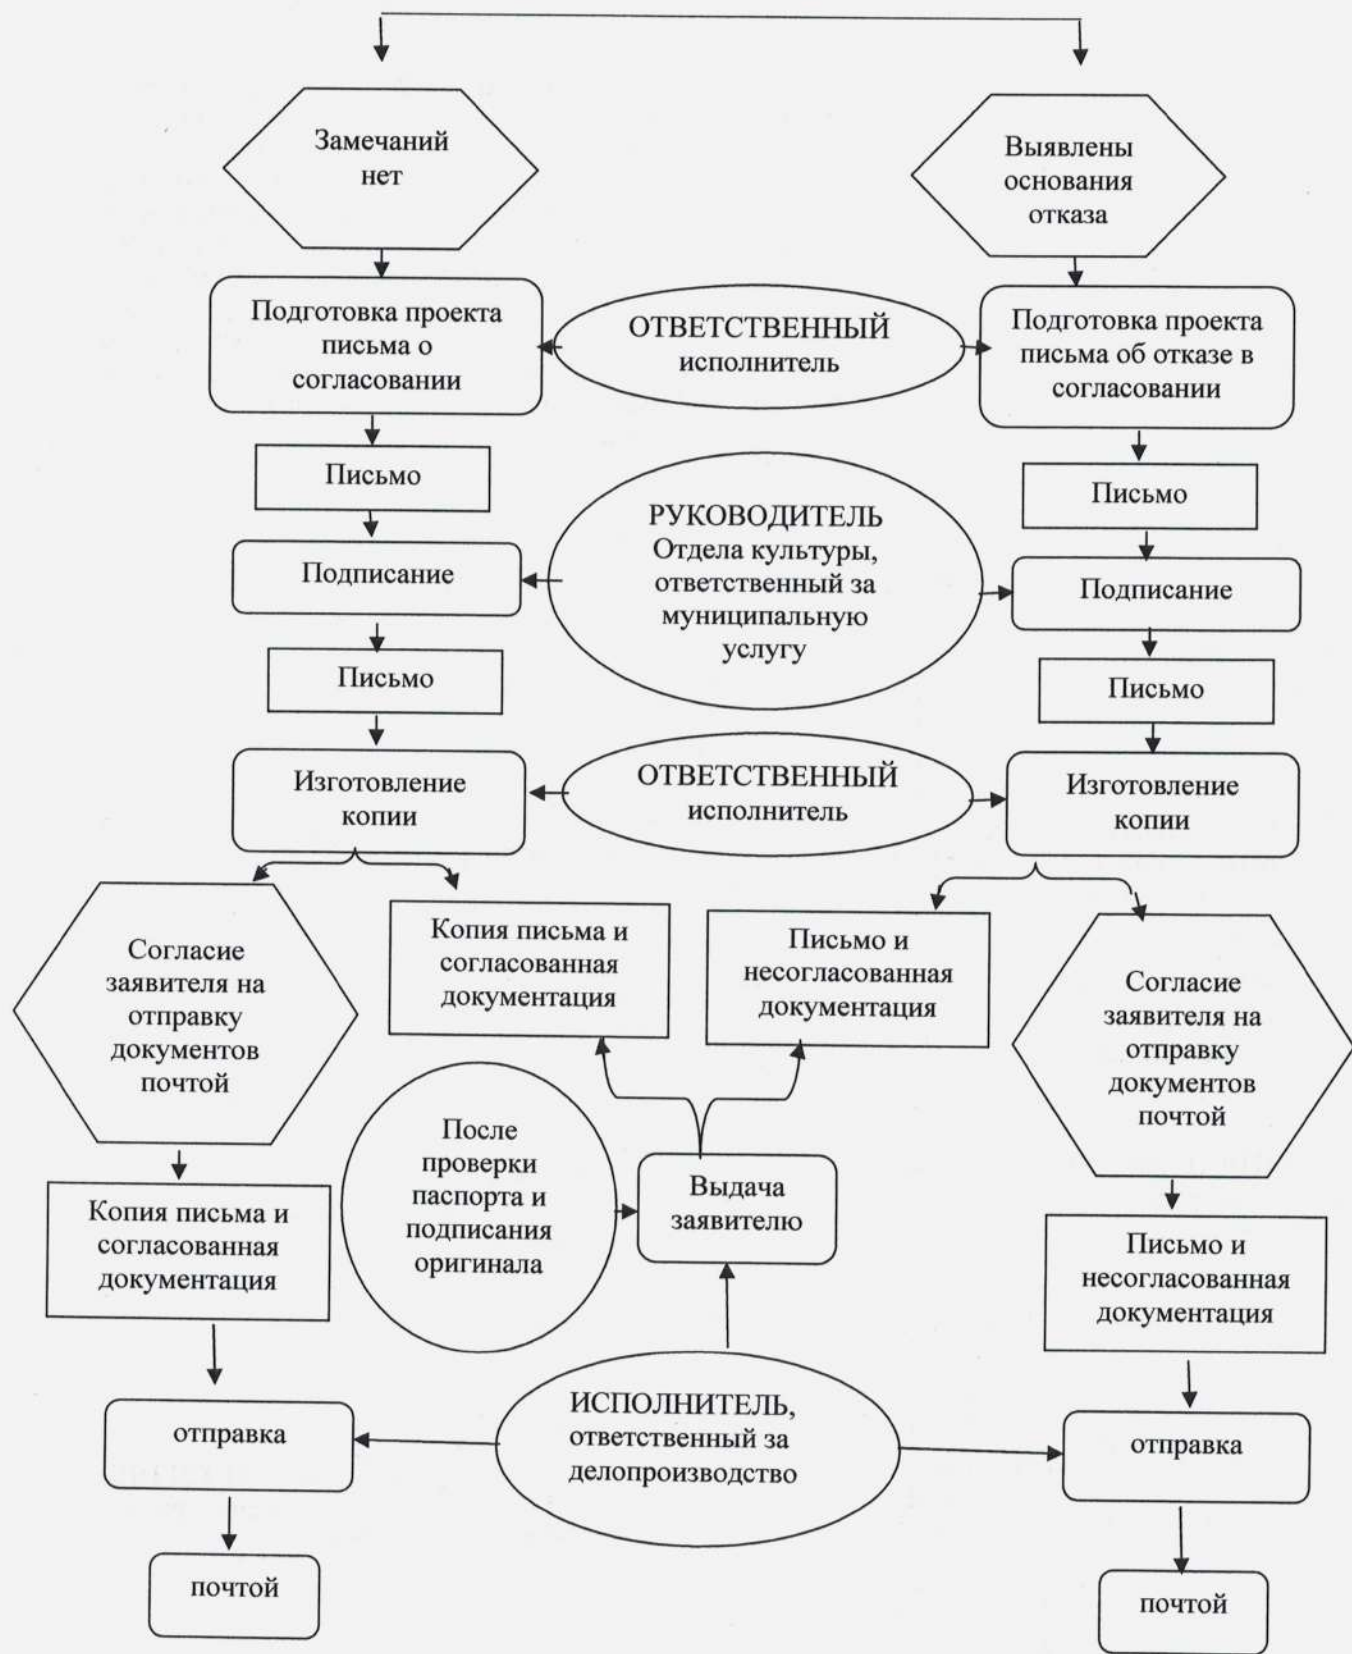 Замечаний
нет
Выявлены
основания
отказа
Подготовка проекта
письма о
согласовании
ОТВЕТСТВЕННЫЙ
исполнитель
Подготовка проекта
письма об отказе в
согласовании
Письмо
РУКОВОДИТЕЛЬ
Отдела культуры,
ответственный за
муниципальную
услугу
Письмо
Подписание
Подписание
Письмо
Письмо
Изготовление
копии
ОТВЕТСТВЕННЫЙ
исполнитель
Изготовление
копии
Согласие
заявителя на
отправку
документов
почтой
Копия письма и
согласованная
документация
Письмо и
несогласованная
документация
Согласие
заявителя на
отправку
документов
почтой
После
проверки
паспорта и
подписания
оригинала
Выдача
заявителю
Копия письма и
согласованная
документация
Письмо и
несогласованная
документация
отправка
ИСПОЛНИТЕЛЬ,
ответственный за
делопроизводство
отправка
почтой
почтой